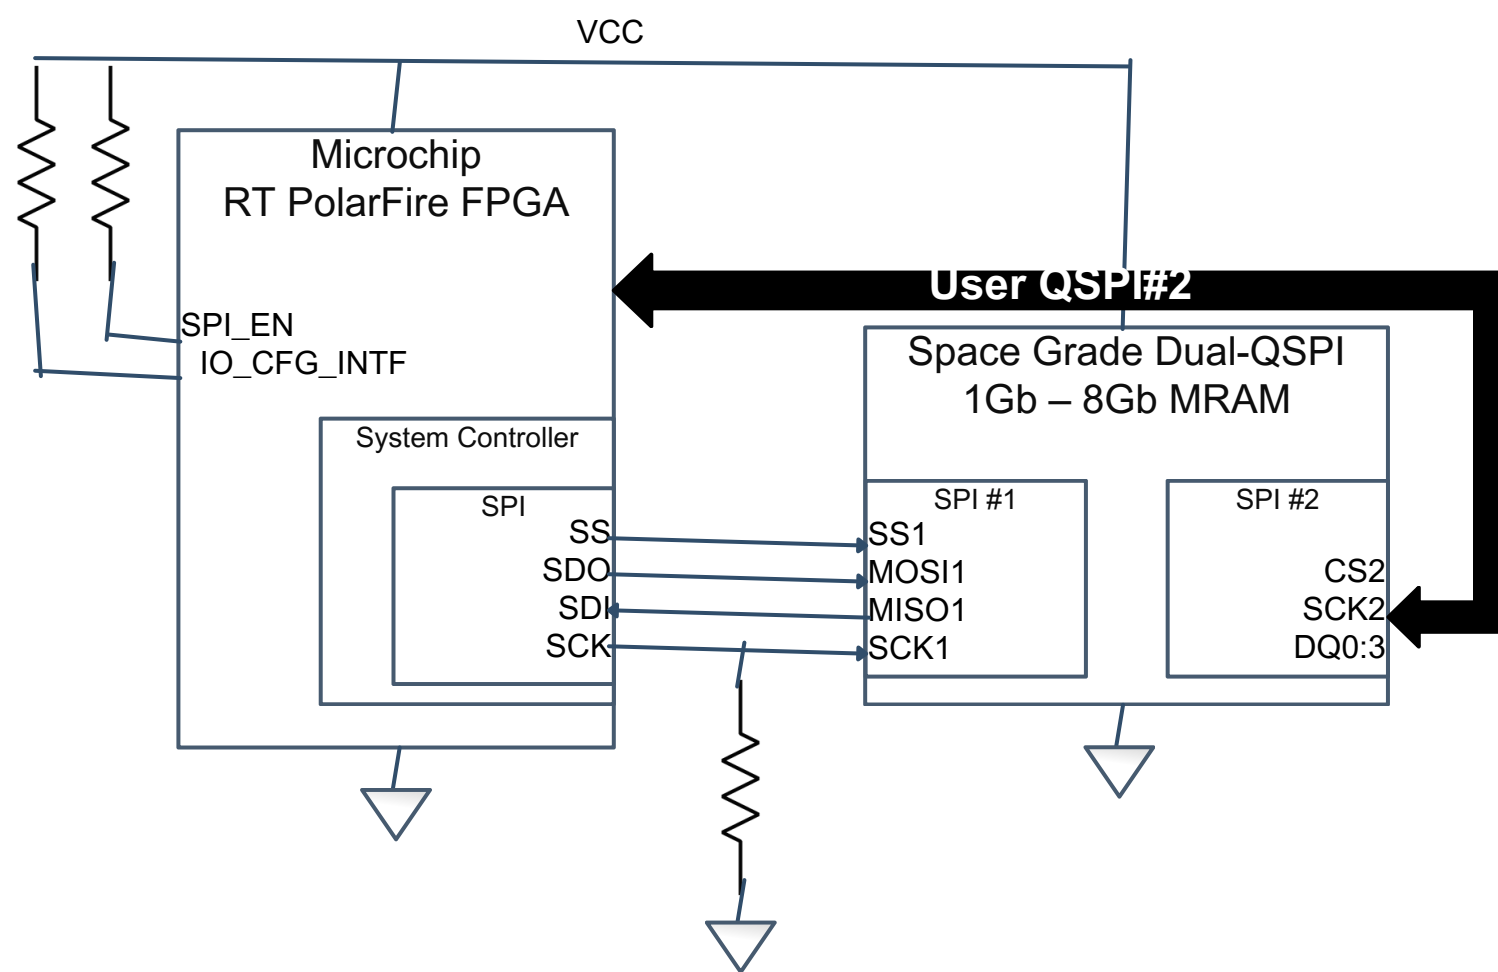 VCC
Microchip
RT PolarFire FPGA
User QSPI#2
SPI_EN
IO_CFG_INTF
Space Grade Dual-QSPI
1Gb – 8Gb MRAM
System Controller
SPI
SS
SDO
SDI
SCK
SPI #1
SS1
MOSI1
MISO1
SCK1
SPI #2
CS2
SCK2
DQ0:3